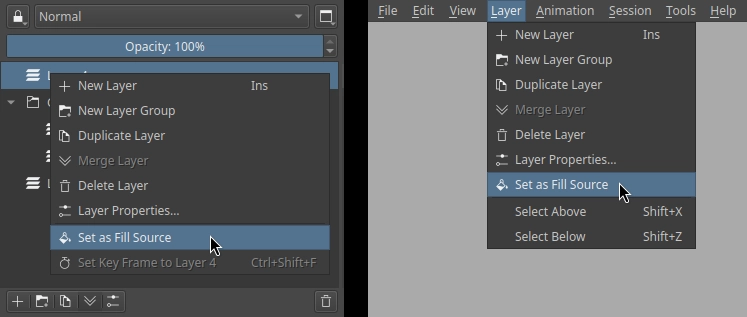 Normal
Opacity: 100%
New Layer Ins
New Layer Group
Duplicate Layer
Merge Layer
Delete Layer
Layer Properties...
Set as Fill Source
Set Key Frame to Layer 4 Ctrl+Shift+F
File Edit View Layer Animation Session Tools Help
New Layer Ins
New Layer Group
Duplicate Layer
Merge Layer
Delete Layer
Layer Properties...
Set as Fill Source
Select Above Shift+X
Select Below Shift+Z